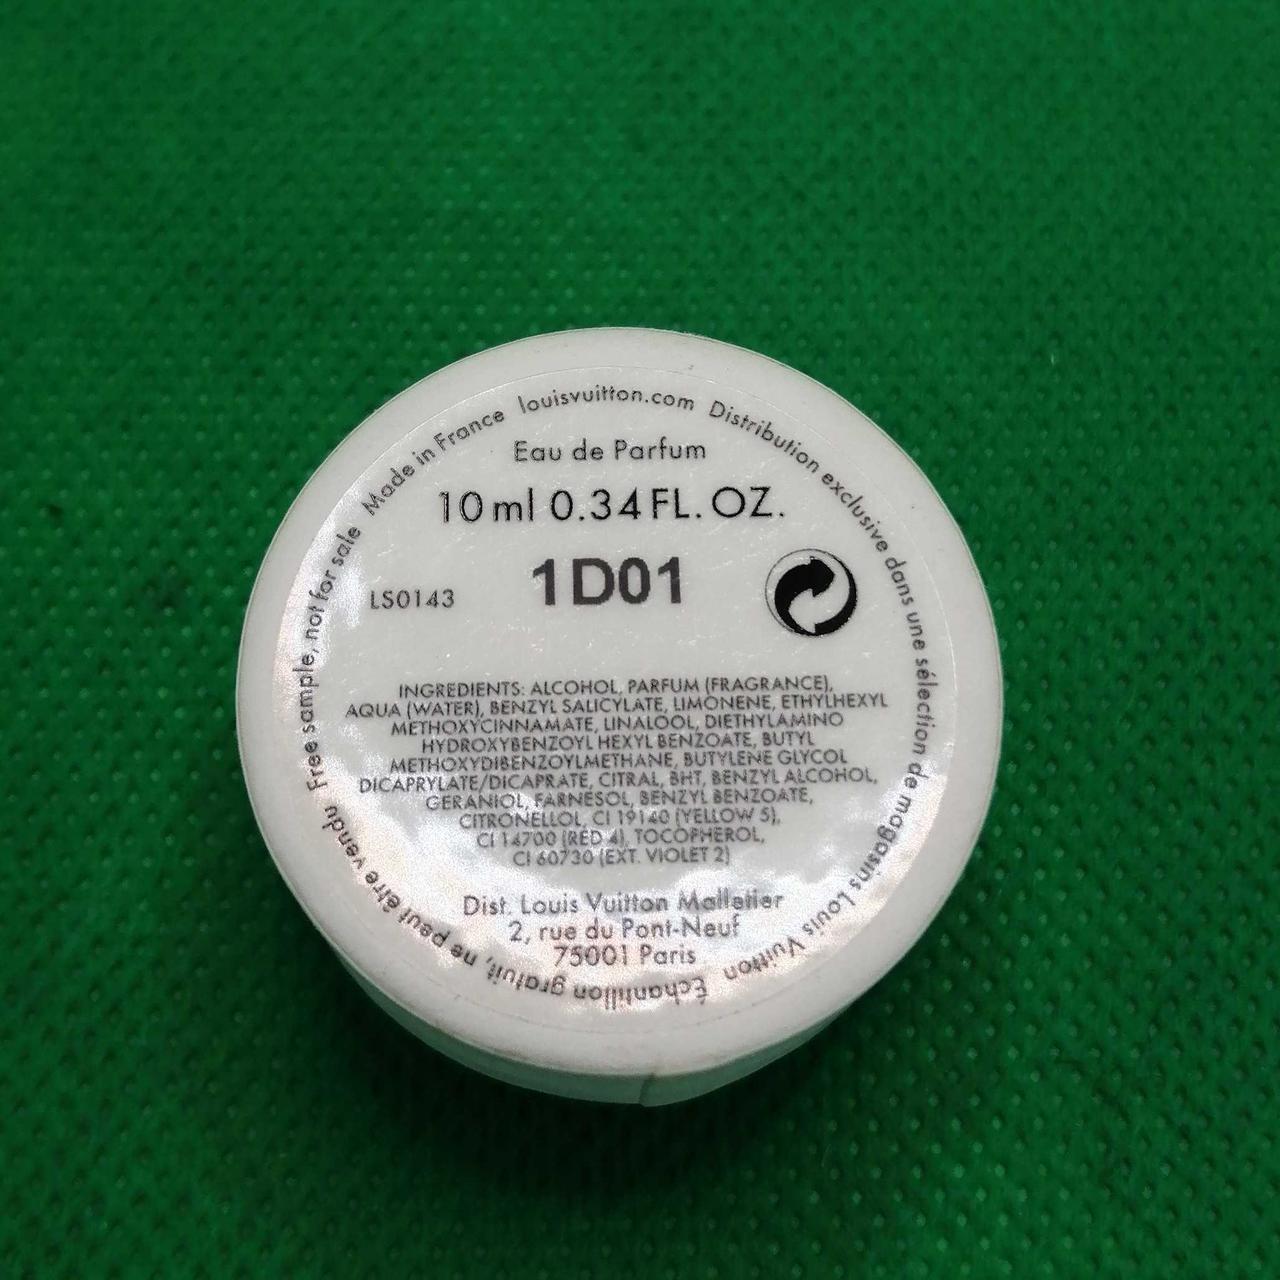 Made in France louisvuitton.com Distribution exclusive dans une sélection de magasins Louis Vuitton
Échantillon gratuit, ne peut être vendu Free sample, not for sale
Eau de Parfum
10 ml 0.34 FL. OZ.
LS0143 1D01
INGREDIENTS: ALCOHOL, PARFUM (FRAGRANCE),
AQUA (WATER), BENZYL SALICYLATE, LIMONENE, ETHYLHEXYL
METHOXYCINNAMATE, LINALOOL, DIETHYLAMINO
HYDROXYBENZOYL HEXYL BENZOATE, BUTYL
METHOXYDIBENZOYLMETHANE, BUTYLENE GLYCOL
DICAPRYLATE/DICAPRATE, CITRAL, BHT, BENZYL ALCOHOL,
GERANIOL, FARNESOL, BENZYL BENZOATE,
CITRONELLOL, CI 19140 (YELLOW 5),
CI 14700 (RED 4), TOCOPHEROL,
CI 60730 (EXT. VIOLET 2)
Dist. Louis Vuitton Malletier
2, rue du Pont-Neuf
75001 Paris